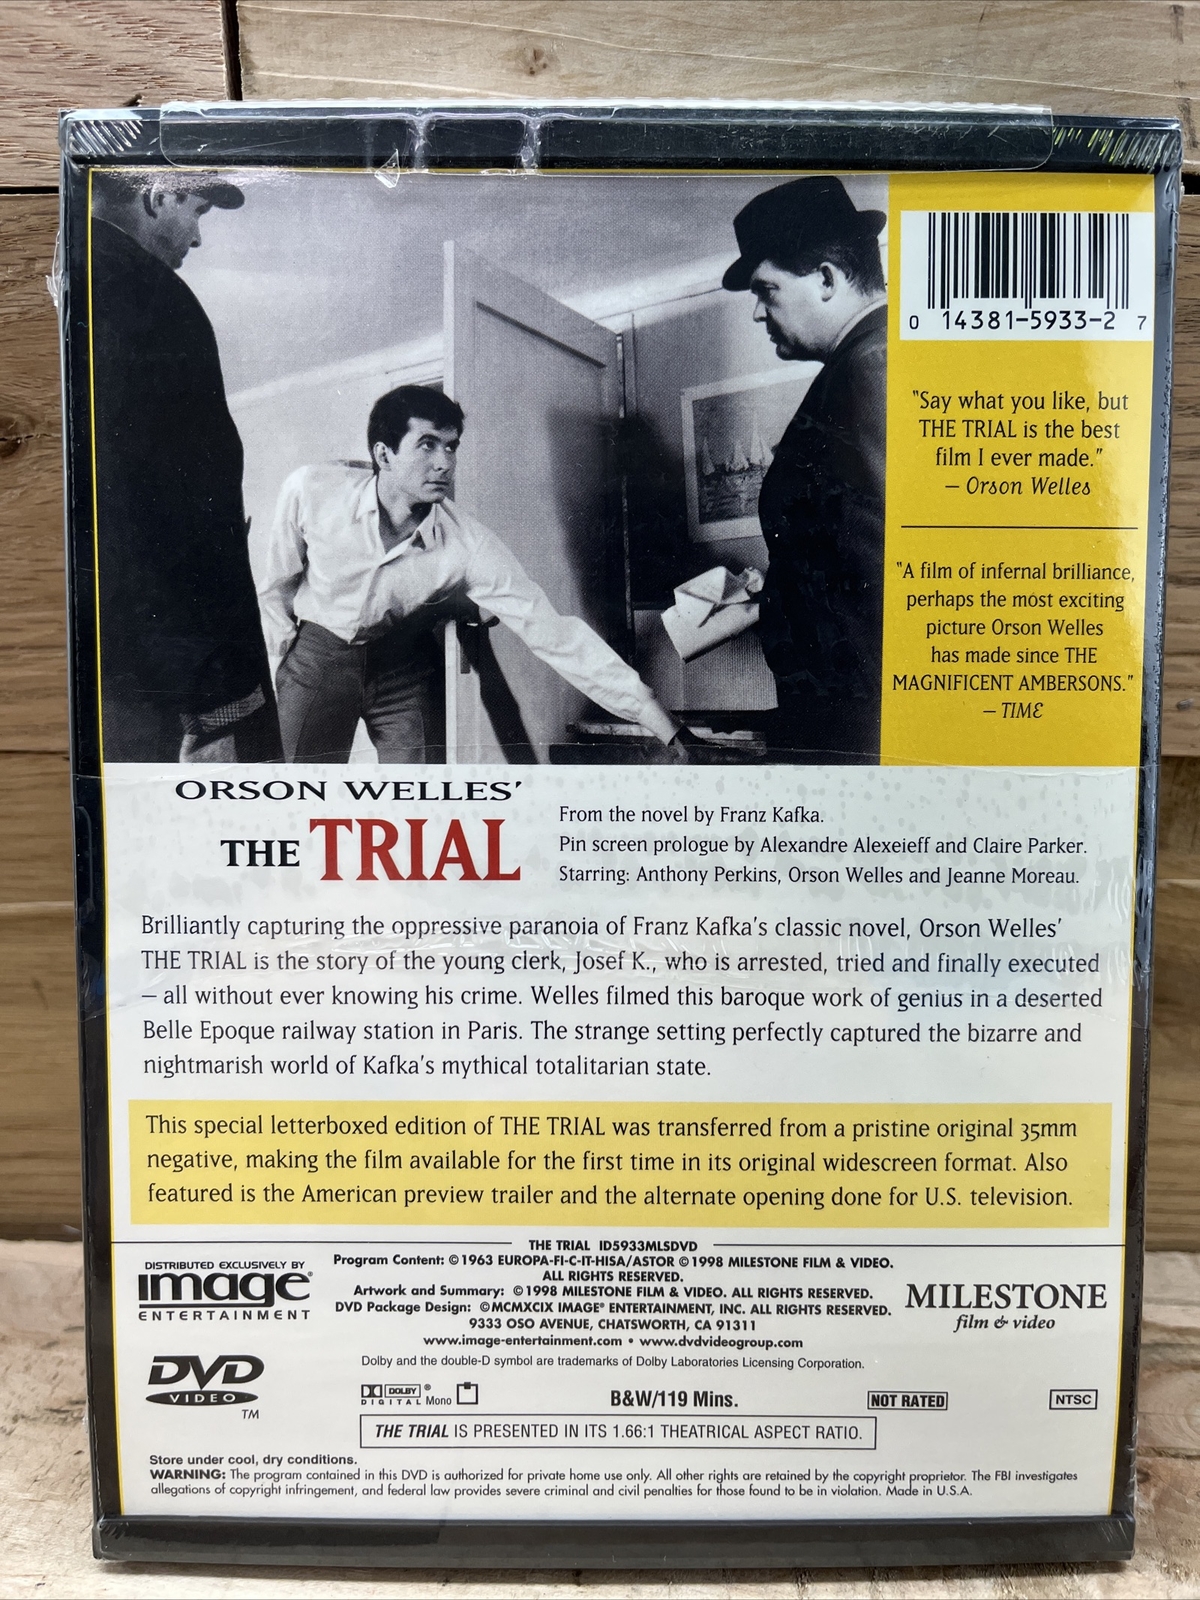 0 14381-5933-2 7
"Say what you like, but
THE TRIAL is the best
film I ever made."
– Orson Welles
"A film of infernal brilliance,
perhaps the most exciting
picture Orson Welles
has made since THE
MAGNIFICENT AMBERSONS."
– TIME
ORSON WELLES'
THE TRIAL
From the novel by Franz Kafka.
Pin screen prologue by Alexandre Alexeieff and Claire Parker.
Starring: Anthony Perkins, Orson Welles and Jeanne Moreau.
Brilliantly capturing the oppressive paranoia of Franz Kafka's classic novel, Orson Welles'
THE TRIAL is the story of the young clerk, Josef K., who is arrested, tried and finally executed
– all without ever knowing his crime. Welles filmed this baroque work of genius in a deserted
Belle Epoque railway station in Paris. The strange setting perfectly captured the bizarre and
nightmarish world of Kafka's mythical totalitarian state.
This special letterboxed edition of THE TRIAL was transferred from a pristine original 35mm
negative, making the film available for the first time in its original widescreen format. Also
featured is the American preview trailer and the alternate opening done for U.S. television.
THE TRIAL ID5933MLSDVD
DISTRIBUTED EXCLUSIVELY BY
image®
ENTERTAINMENT
Program Content: ©1963 EUROPA-FI-C-IT-HISA/ASTOR ©1998 MILESTONE FILM & VIDEO.
ALL RIGHTS RESERVED.
Artwork and Summary: ©1998 MILESTONE FILM & VIDEO. ALL RIGHTS RESERVED.
DVD Package Design: ©MCMXCIX IMAGE® ENTERTAINMENT, INC. ALL RIGHTS RESERVED.
9333 OSO AVENUE, CHATSWORTH, CA 91311
www.image-entertainment.com • www.dvdvideogroup.com
MILESTONE
film & video
Dolby and the double-D symbol are trademarks of Dolby Laboratories Licensing Corporation.
DVD
VIDEO
TM
DOLBY®
DIGITAL Mono
B&W/119 Mins.
NOT RATED
NTSC
THE TRIAL IS PRESENTED IN ITS 1.66:1 THEATRICAL ASPECT RATIO.
Store under cool, dry conditions.
WARNING: The program contained in this DVD is authorized for private home use only. All other rights are retained by the copyright proprietor. The FBI investigates
allegations of copyright infringement, and federal law provides severe criminal and civil penalties for those found to be in violation. Made in U.S.A.